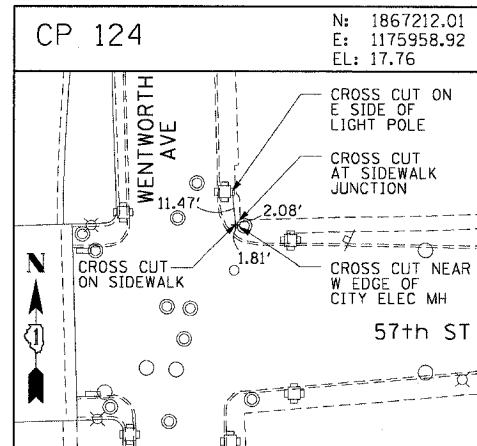 CP 124
N: 1867212.01
E: 1175958.92
EL: 17.76
WENTWORTH
AVE
CROSS CUT ON
E SIDE OF
LIGHT POLE
CROSS CUT
AT SIDEWALK
JUNCTION
11.47'
2.08'
1.81'
CROSS CUT
ON SIDEWALK
CROSS CUT NEAR
W EDGE OF
CITY ELEC MH
N
1
57th ST